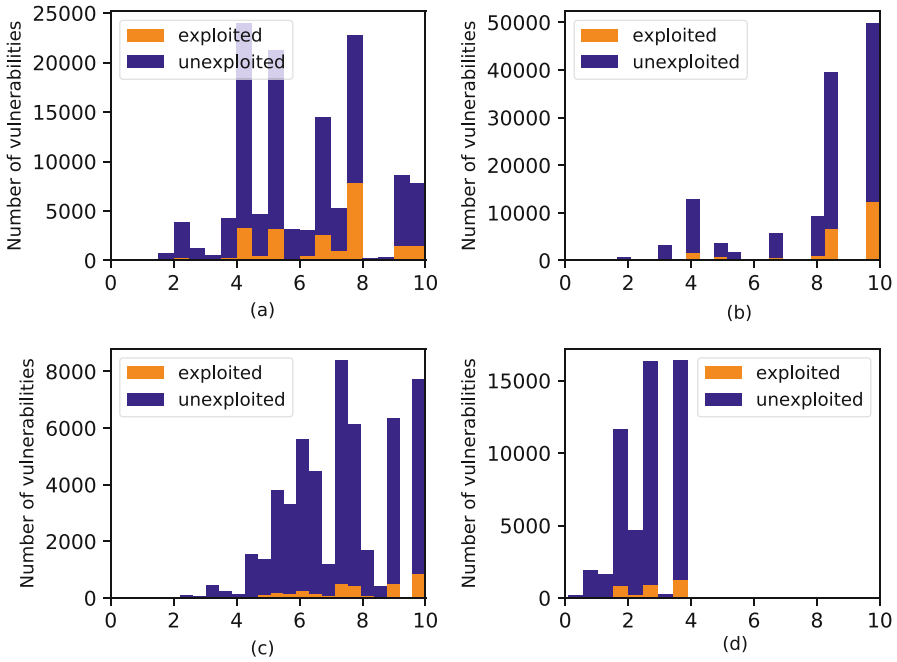 Number of vulnerabilities
25000
20000
15000
10000
5000
0
exploited
unexploited
0 2 4 6 8 10
(a)
Number of vulnerabilities
50000
40000
30000
20000
10000
0
exploited
unexploited
0 2 4 6 8 10
(b)
Number of vulnerabilities
8000
6000
4000
2000
0
exploited
unexploited
0 2 4 6 8 10
(c)
Number of vulnerabilities
15000
10000
5000
0
exploited
unexploited
0 2 4 6 8 10
(d)